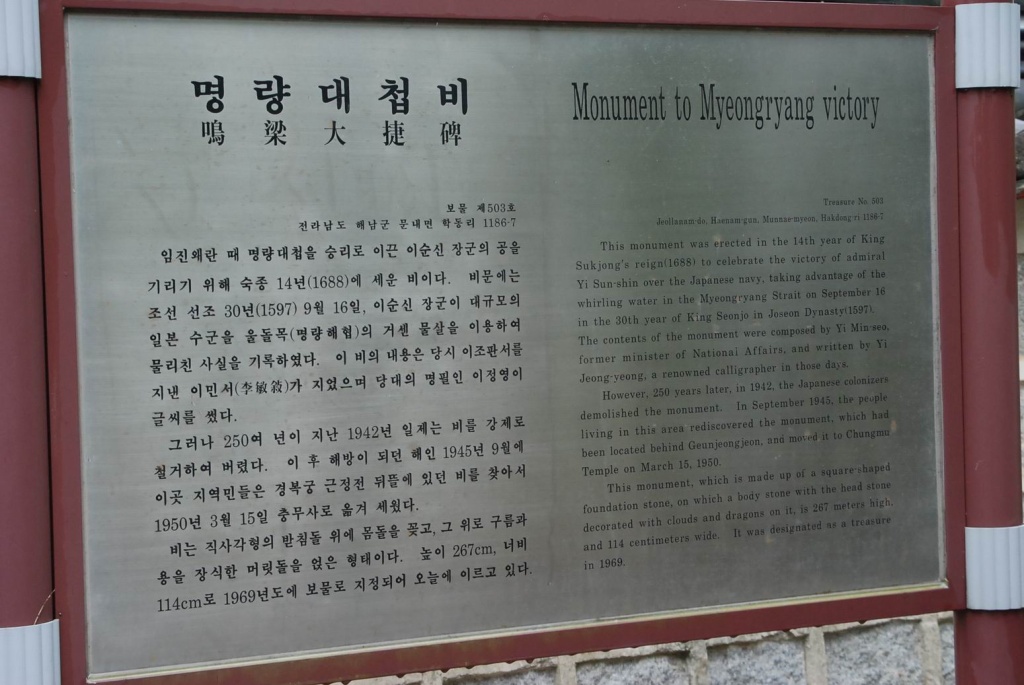 명량대첩비
鳴梁大捷碑
보물 제503호
전라남도 해남군 문내면 학동리 1186-7
임진왜란 때 명량대첩을 승리로 이끈 이순신 장군의 공을
기리기 위해 숙종 14년(1688)에 세운 비이다. 비문에는
조선 선조 30년(1597) 9월 16일, 이순신 장군이 대규모의
일본 수군을 울돌목(명량해협)의 거센 물살을 이용하여
물리친 사실을 기록하였다. 이 비의 내용은 당시 이조판서를
지낸 이민서(李敏敍)가 지었으며 당대의 명필인 이정영이
글씨를 썼다.
그러나 250여 년이 지난 1942년 일제는 비를 강제로
철거하여 버렸다. 이 후 해방이 되던 해인 1945년 9월에
이곳 지역민들은 경복궁 근정전 뒤뜰에 있던 비를 찾아서
1950년 3월 15일 충무사로 옮겨 세웠다.
비는 직사각형의 받침돌 위에 몸돌을 꽂고, 그 위로 구름과
용을 장식한 머릿돌을 얹은 형태이다. 높이 267cm, 너비
114cm로 1969년도에 보물로 지정되어 오늘에 이르고 있다.
Monument to Myeongryang victory
Treasure No. 503
Jeollanam-do, Haenam-gun, Munnae-myeon, Hakdong-ri 1186-7
This monument was erected in the 14th year of King
Sukjong's reign(1688) to celebrate the victory of admiral
Yi Sun-shin over the Japanese navy, taking advantage of the
whirling water in the Myeongryang Strait on September 16
in the 30th year of King Seonjo in Joseon Dynasty(1597).
The contents of the monument were composed by Yi Min-seo,
former minister of National Affairs, and written by Yi
Jeong-yeong, a renowned calligrapher in those days.
However, 250 years later, in 1942, the Japanese colonizers
demolished the monument. In September 1945, the people
living in this area rediscovered the monument, which had
been located behind Geunjeongjeon, and moved it to Chungmu
Temple on March 15, 1950.
This monument, which is made up of a square-shaped
foundation stone, on which a body stone with the head stone
decorated with clouds and dragons on it, is 267 meters high,
and 114 centimeters wide. It was designated as a treasure
in 1969.